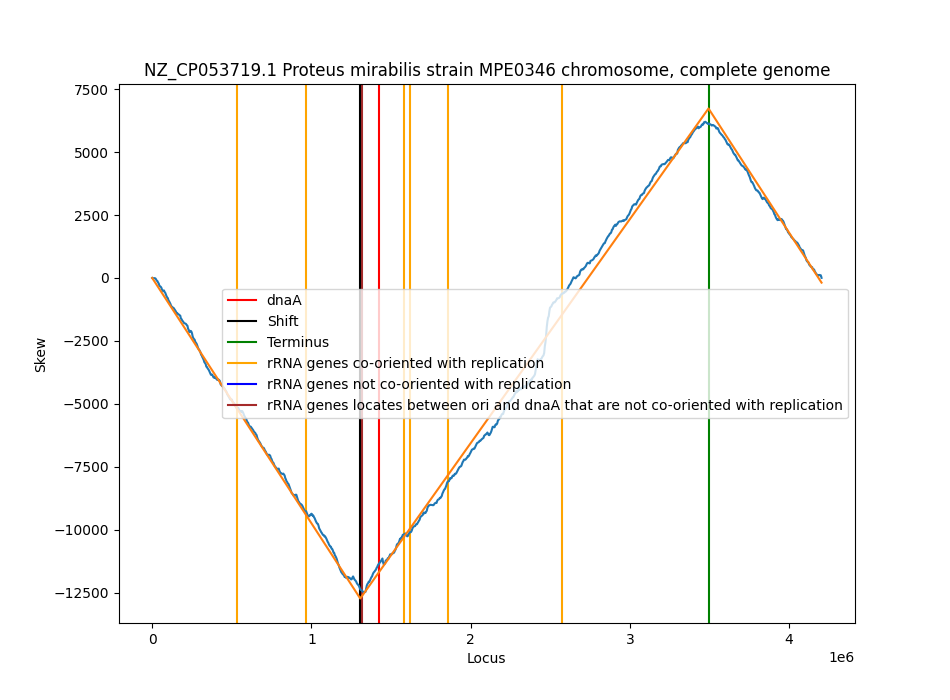 NZ_CP053719.1 Proteus mirabilis strain MPE0346 chromosome, complete genome
7500
5000
2500
0
−2500
−5000
−7500
−10000
−12500
Skew
dnaA
Shift
Terminus
rRNA genes co-oriented with replication
rRNA genes not co-oriented with replication
rRNA genes locates between ori and dnaA that are not co-oriented with replication
0 1 2 3 4
1e6
Locus